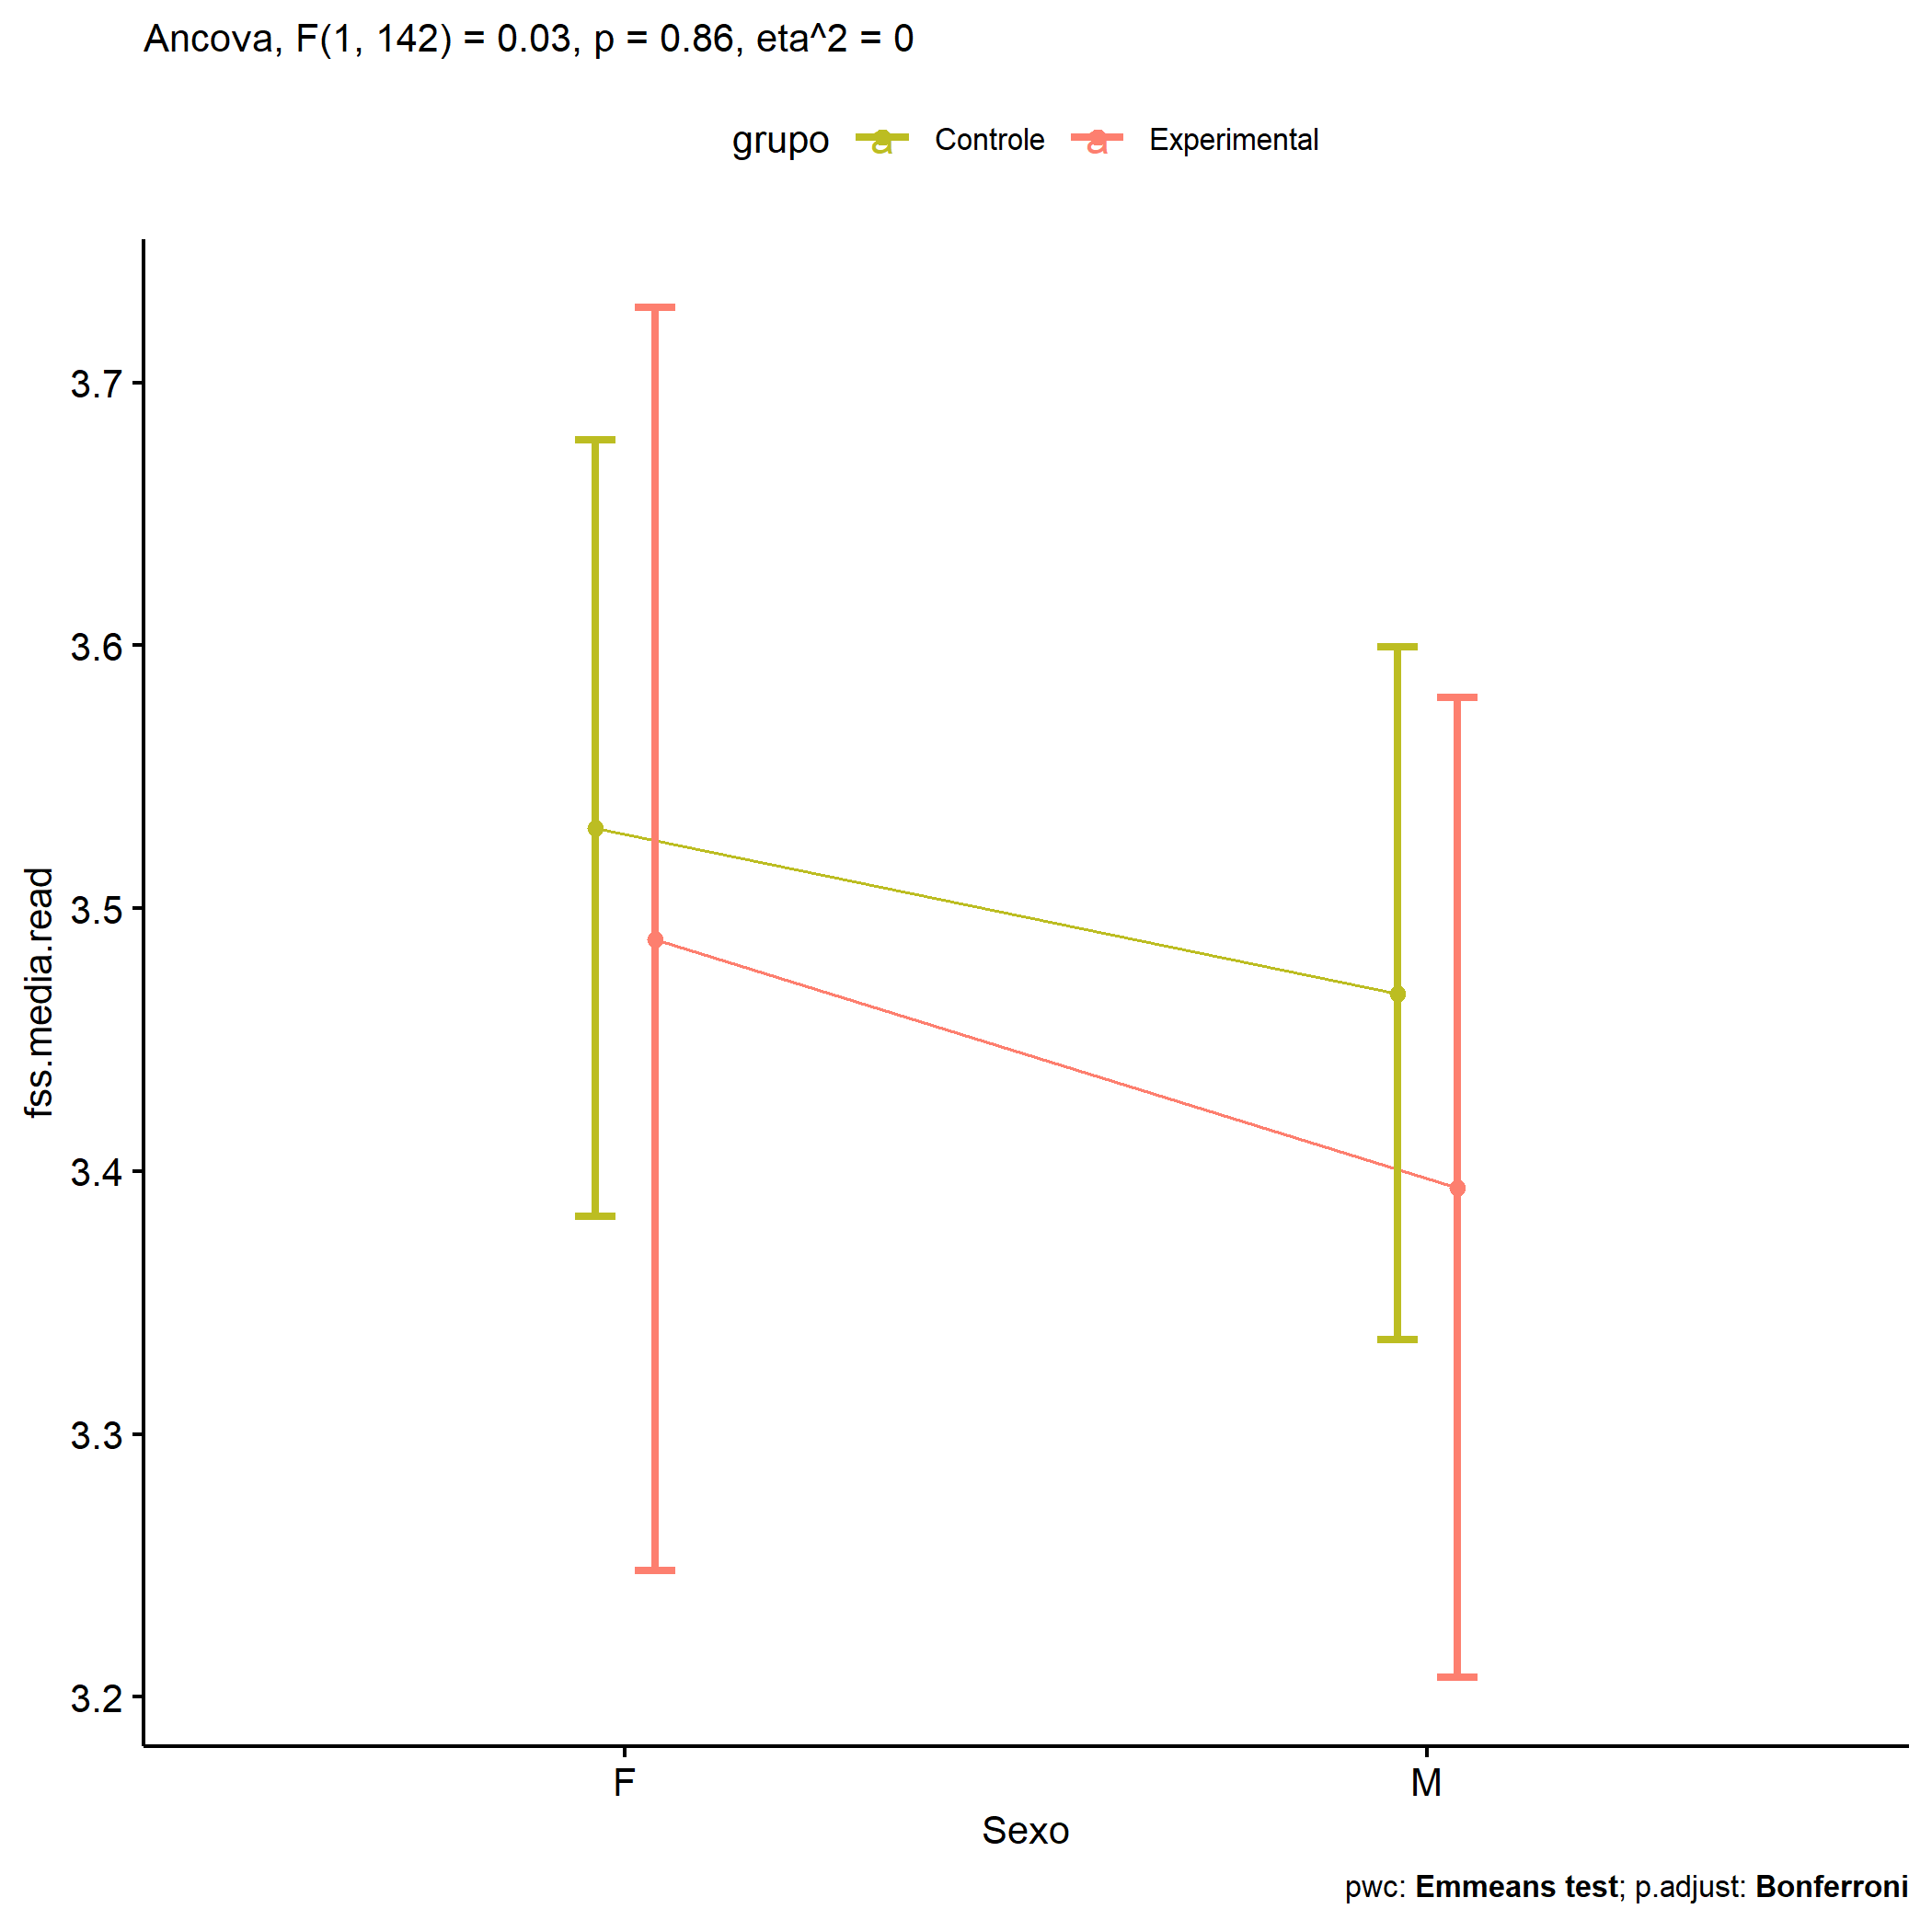 Ancova, F(1, 142) = 0.03, p = 0.86, eta^2 = 0
grupo a Controle a Experimental
fss.media.read
3.7
3.6
3.5
3.4
3.3
3.2
F M
Sexo
pwc: Emmeans test; p.adjust: Bonferroni